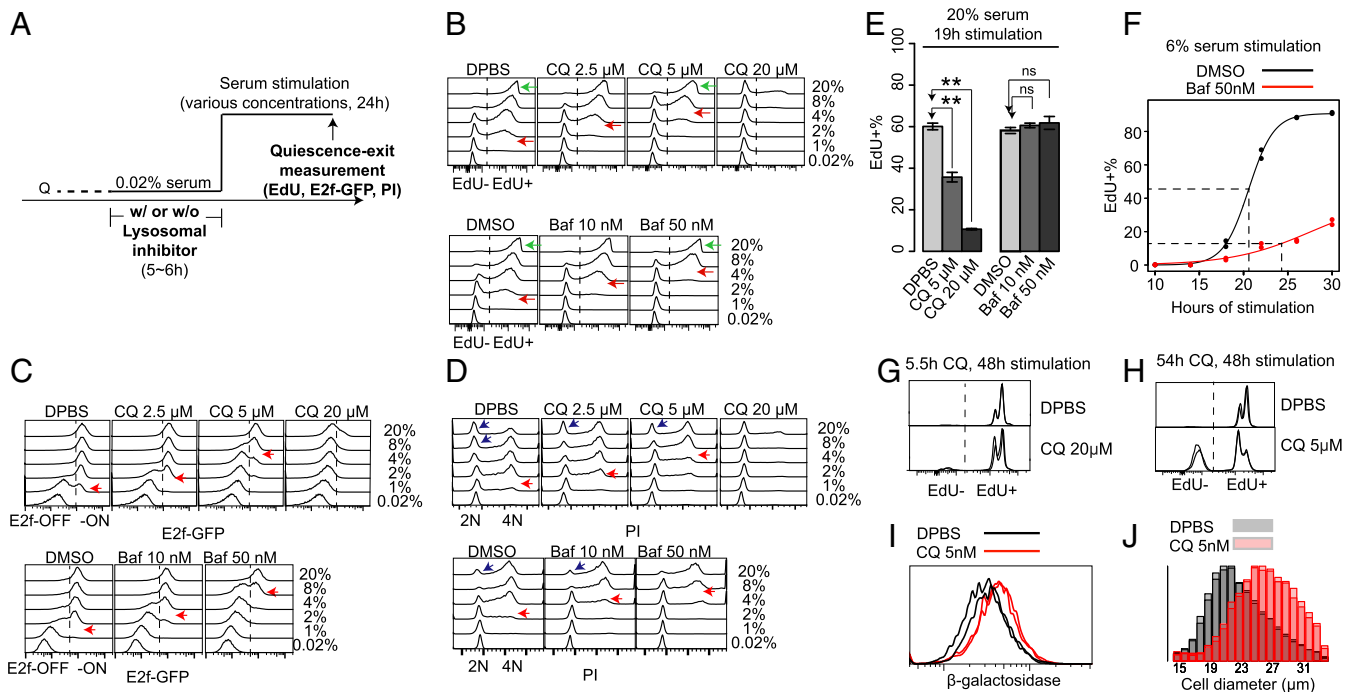 A
Serum stimulation
(various concentrations, 24h)
Q
0.02% serum
Quiescence-exit
measurement
(EdU, E2f-GFP, PI)
w/ or w/o
Lysosomal
inhibitor
(5~6h)
B
DPBS CQ 2.5 µM CQ 5 µM CQ 20 µM
20%
8%
4%
2%
1%
0.02%
EdU- EdU+
DMSO Baf 10 nM Baf 50 nM
20%
8%
4%
2%
1%
0.02%
EdU- EdU+
E
20% serum
19h stimulation
EdU+%
100
80
60
40
20
0
**
**
ns
ns
DPBS
CQ 5 µM
CQ 20 µM
DMSO
Baf 10 nM
Baf 50 nM
F
6% serum stimulation
DMSO
Baf 50nM
EdU+%
80
60
40
20
0
10 15 20 25 30
Hours of stimulation
C
DPBS CQ 2.5 µM CQ 5 µM CQ 20 µM
20%
8%
4%
2%
1%
0.02%
E2f-OFF -ON
E2f-GFP
DMSO Baf 10 nM Baf 50 nM
20%
8%
4%
2%
1%
0.02%
E2f-OFF -ON
E2f-GFP
D
DPBS CQ 2.5 µM CQ 5 µM CQ 20 µM
20%
8%
4%
2%
1%
0.02%
2N 4N
PI
DMSO Baf 10 nM Baf 50 nM
20%
8%
4%
2%
1%
0.02%
2N 4N
PI
G
5.5h CQ, 48h stimulation
DPBS
CQ 20µM
EdU- EdU+
H
54h CQ, 48h stimulation
DPBS
CQ 5µM
EdU- EdU+
I
DPBS
CQ 5nM
β-galactosidase
J
DPBS
CQ 5nM
15 19 23 27 31
Cell diameter (µm)